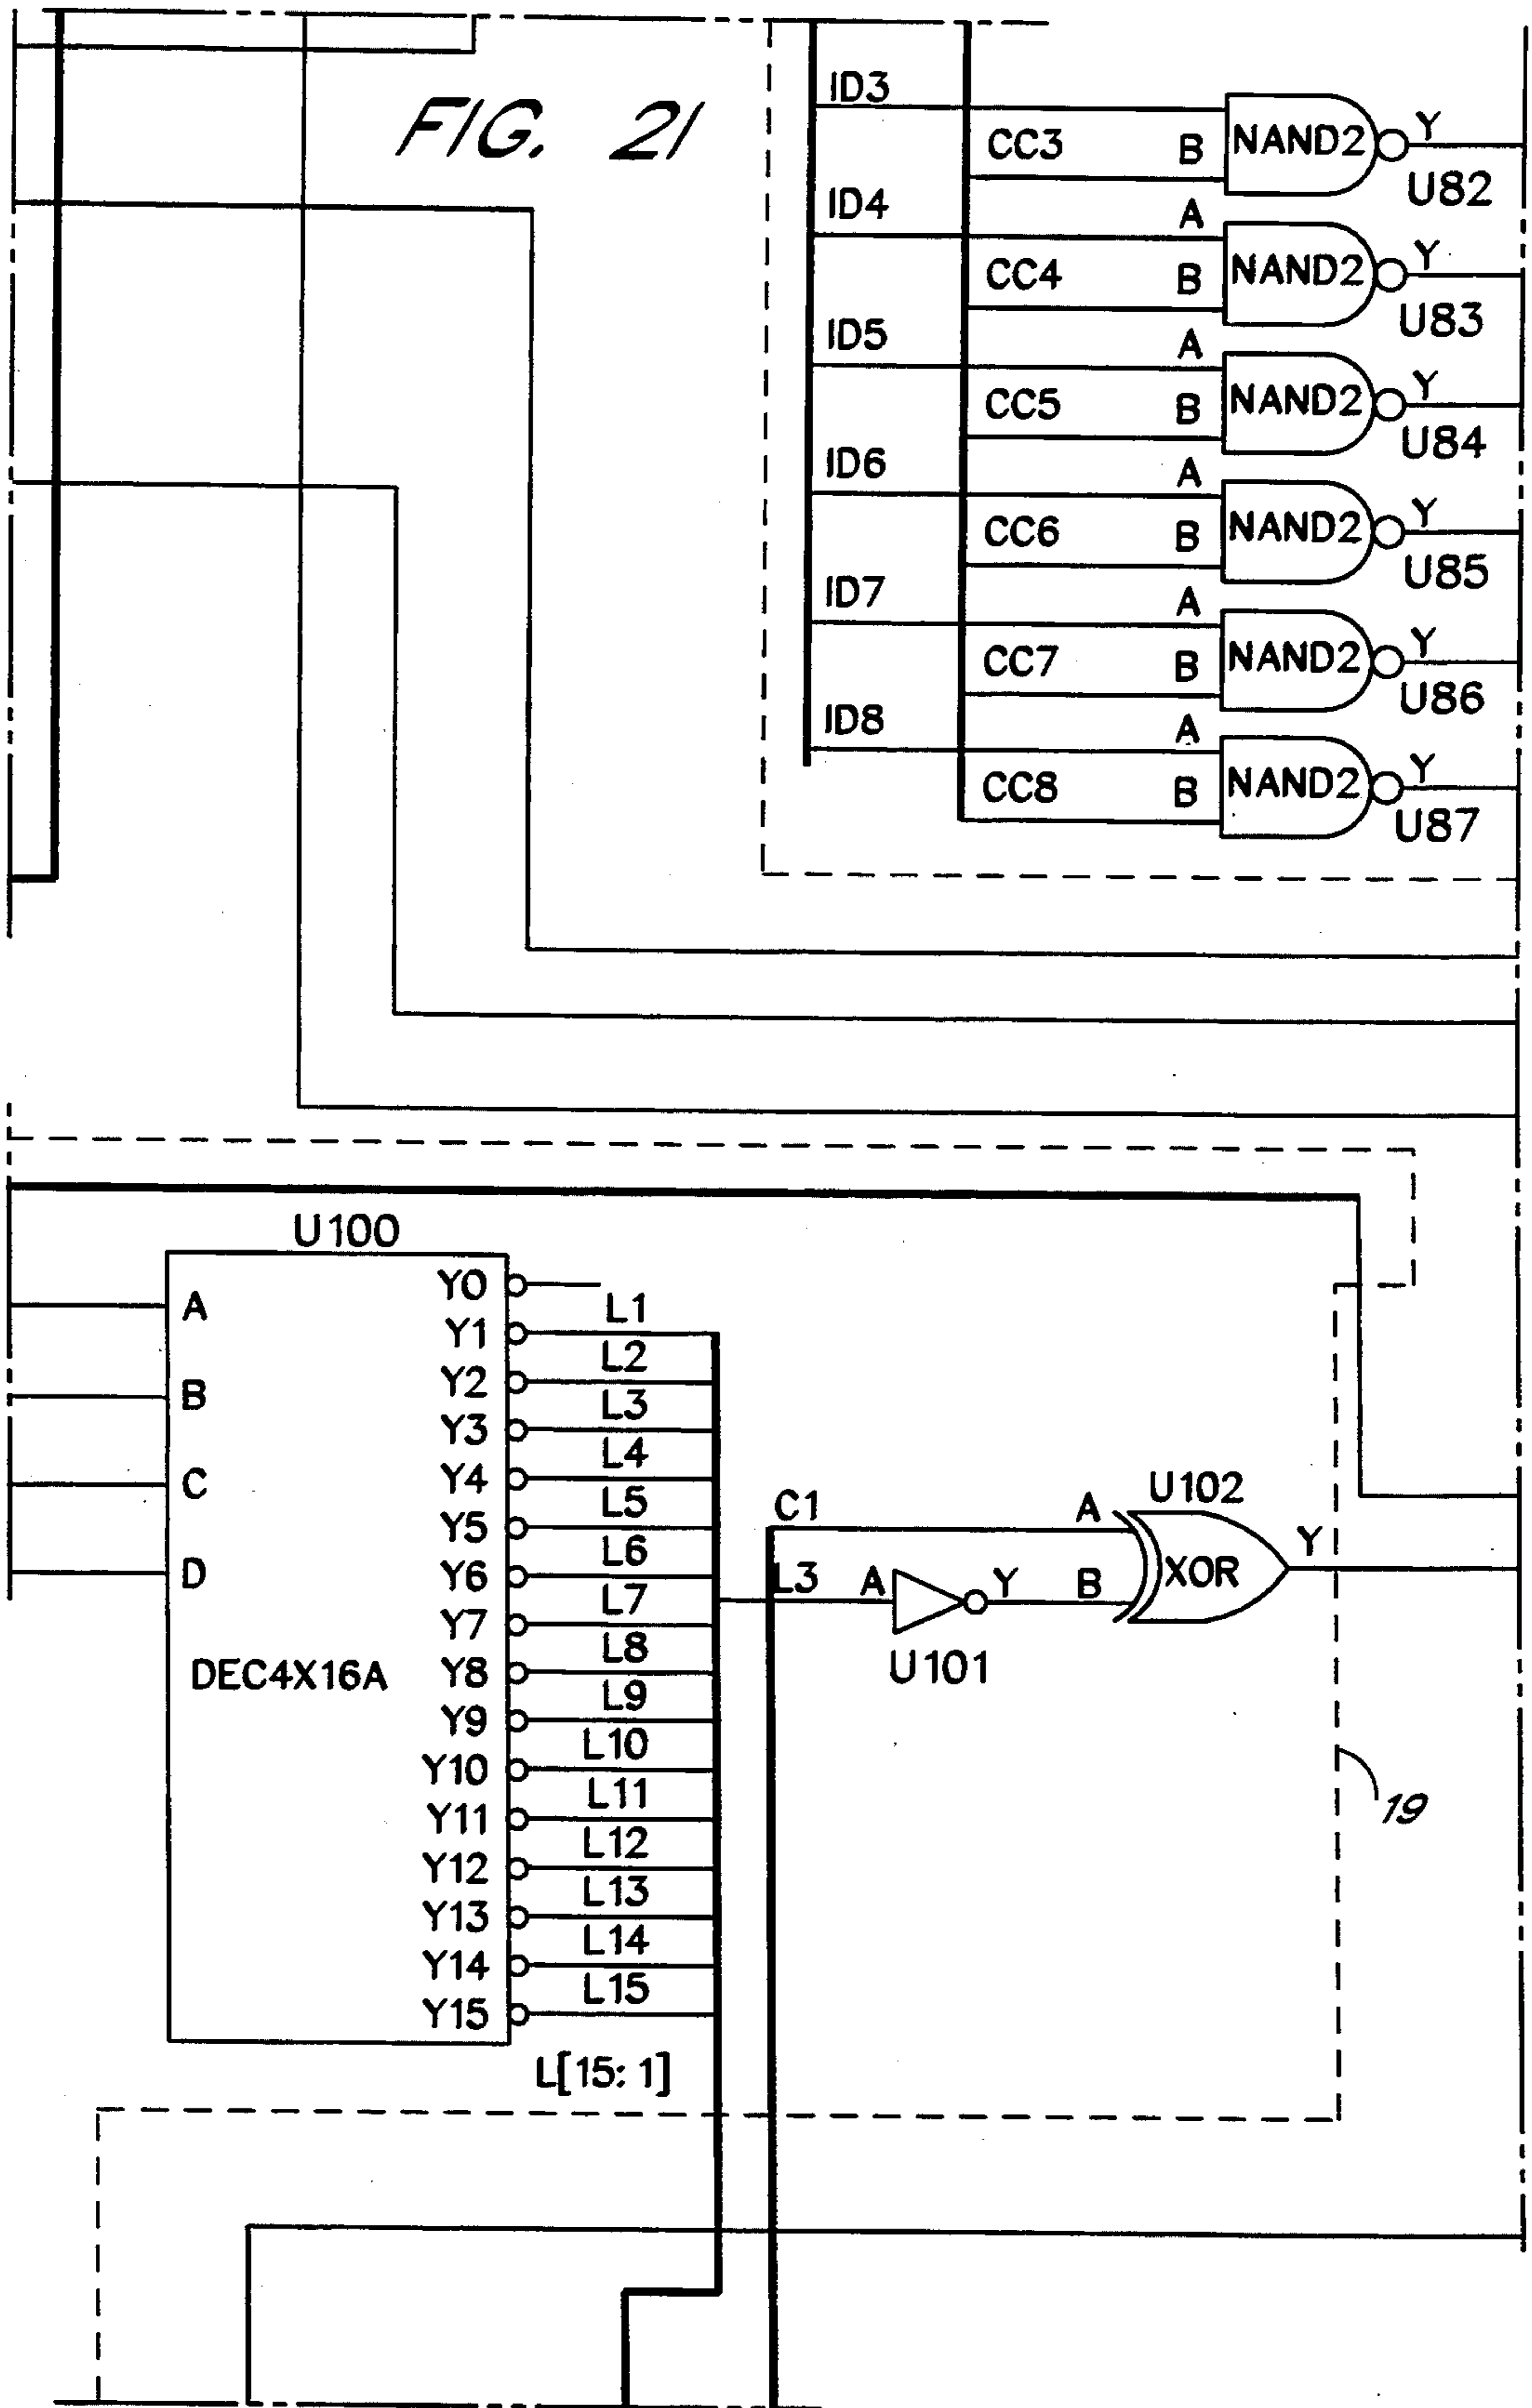 FIG. 21
ID3
CC3 B NAND2 Y
U82
ID4 A
CC4 B NAND2 Y
U83
ID5 A
CC5 B NAND2 Y
U84
ID6 A
CC6 B NAND2 Y
U85
ID7 A
CC7 B NAND2 Y
U86
ID8 A
CC8 B NAND2 Y
U87
U100
A
B
C
D
DEC4X16A
Y0
Y1 L1
Y2 L2
Y3 L3
Y4 L4
Y5 L5
Y6 L6
Y7 L7
Y8 L8
Y9 L9
Y10 L10
Y11 L11
Y12 L12
Y13 L13
Y14 L14
Y15 L15
L[15:1]
C1 A U102
L3 A Y B XOR Y
U101
19